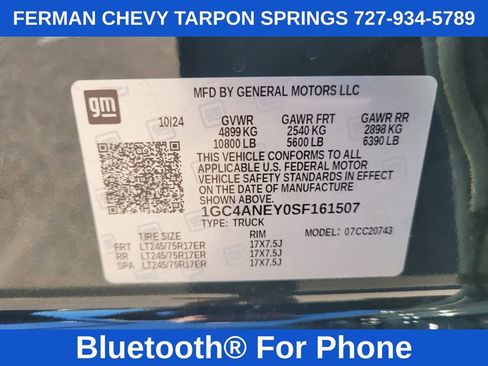 FERMAN CHEVY TARPON SPRINGS 727-934-5789
gm
MFD BY GENERAL MOTORS LLC
10/24 GVWR GAWR FRT GAWR RR
4899 KG 2540 KG 2898 KG
10800 LB 5600 LB 6390 LB
THIS VEHICLE CONFORMS TO ALL
APPLICABLE U.S. FEDERAL MOTOR
VEHICLE SAFETY STANDARDS IN
EFFECT ON THE DATE OF
MANUFACTURE SHOWN ABOVE.
1GC4ANEY0SF161507
TYPE: TRUCK MODEL: 07CC20743
TIRE SIZE RIM
FRT LT245/75R17ER 17X7.5J
RR LT245/75R17ER 17X7.5J
SPA LT245/75R17ER 17X7.5J
Bluetooth® For Phone